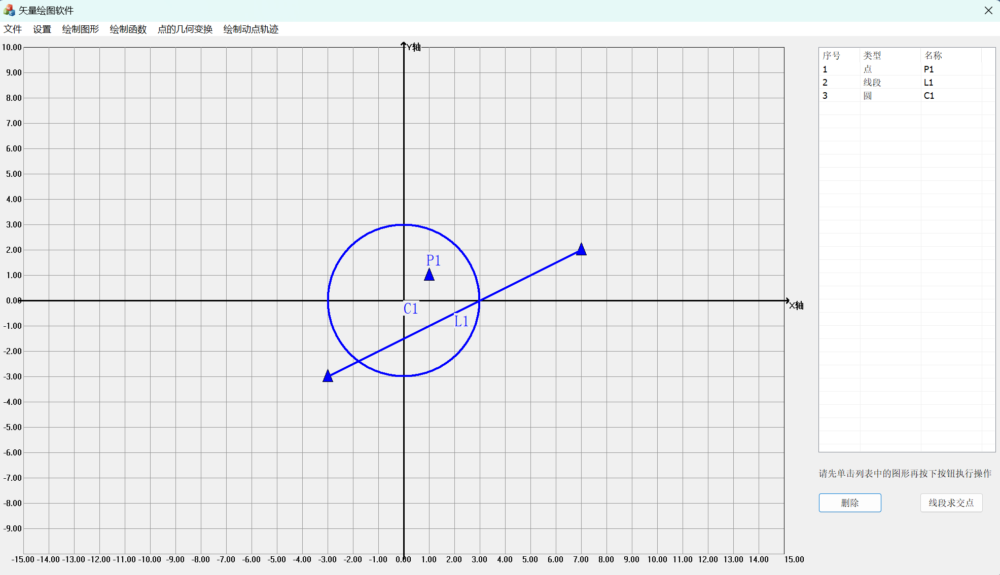 矢量绘图软件
文件 设置 绘制图形 绘制函数 点的几何变换 绘制动点轨迹
Y轴
10.00
9.00
8.00
7.00
6.00
5.00
4.00
3.00
2.00
1.00
0.00
-1.00
-2.00
-3.00
-4.00
-5.00
-6.00
-7.00
-8.00
-9.00
P1
C1
L1
X轴
-15.00 -14.00 -13.00 -12.00 -11.00 -10.00 -9.00 -8.00 -7.00 -6.00 -5.00 -4.00 -3.00 -2.00 -1.00 0.00 1.00 2.00 3.00 4.00 5.00 6.00 7.00 8.00 9.00 10.00 11.00 12.00 13.00 14.00 15.00
序号 类型 名称
1 点 P1
2 线段 L1
3 圆 C1
请先单击列表中的图形再按下按钮执行操作
删除 线段求交点